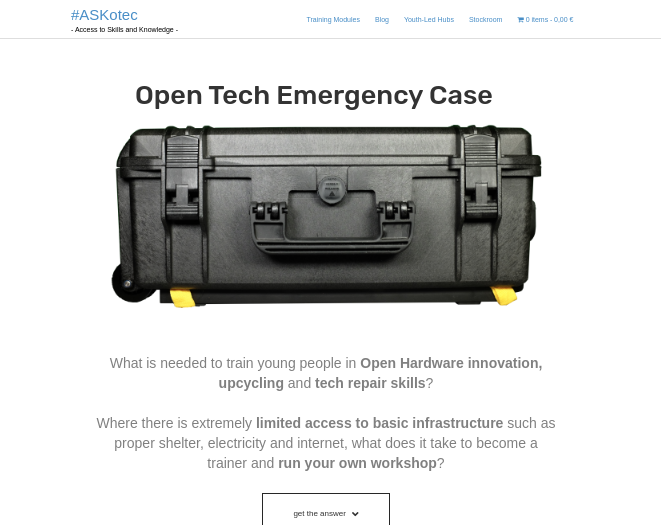 #ASKotec
- Access to Skills and Knowledge -
Training Modules Blog Youth-Led Hubs Stockroom 0 items - 0,00 €
Open Tech Emergency Case
What is needed to train young people in Open Hardware innovation,
upcycling and tech repair skills?
Where there is extremely limited access to basic infrastructure such as
proper shelter, electricity and internet, what does it take to become a
trainer and run your own workshop?
get the answer